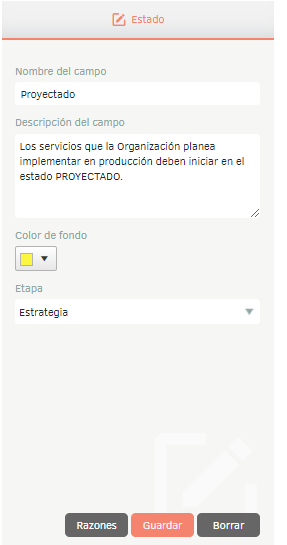 Estado
Nombre del campo
Proyectado
Descripción del campo
Los servicios que la Organización planea
implementar en producción deben iniciar en el
estado PROYECTADO.
Color de fondo
Etapa
Estrategia
Razones Guardar Borrar